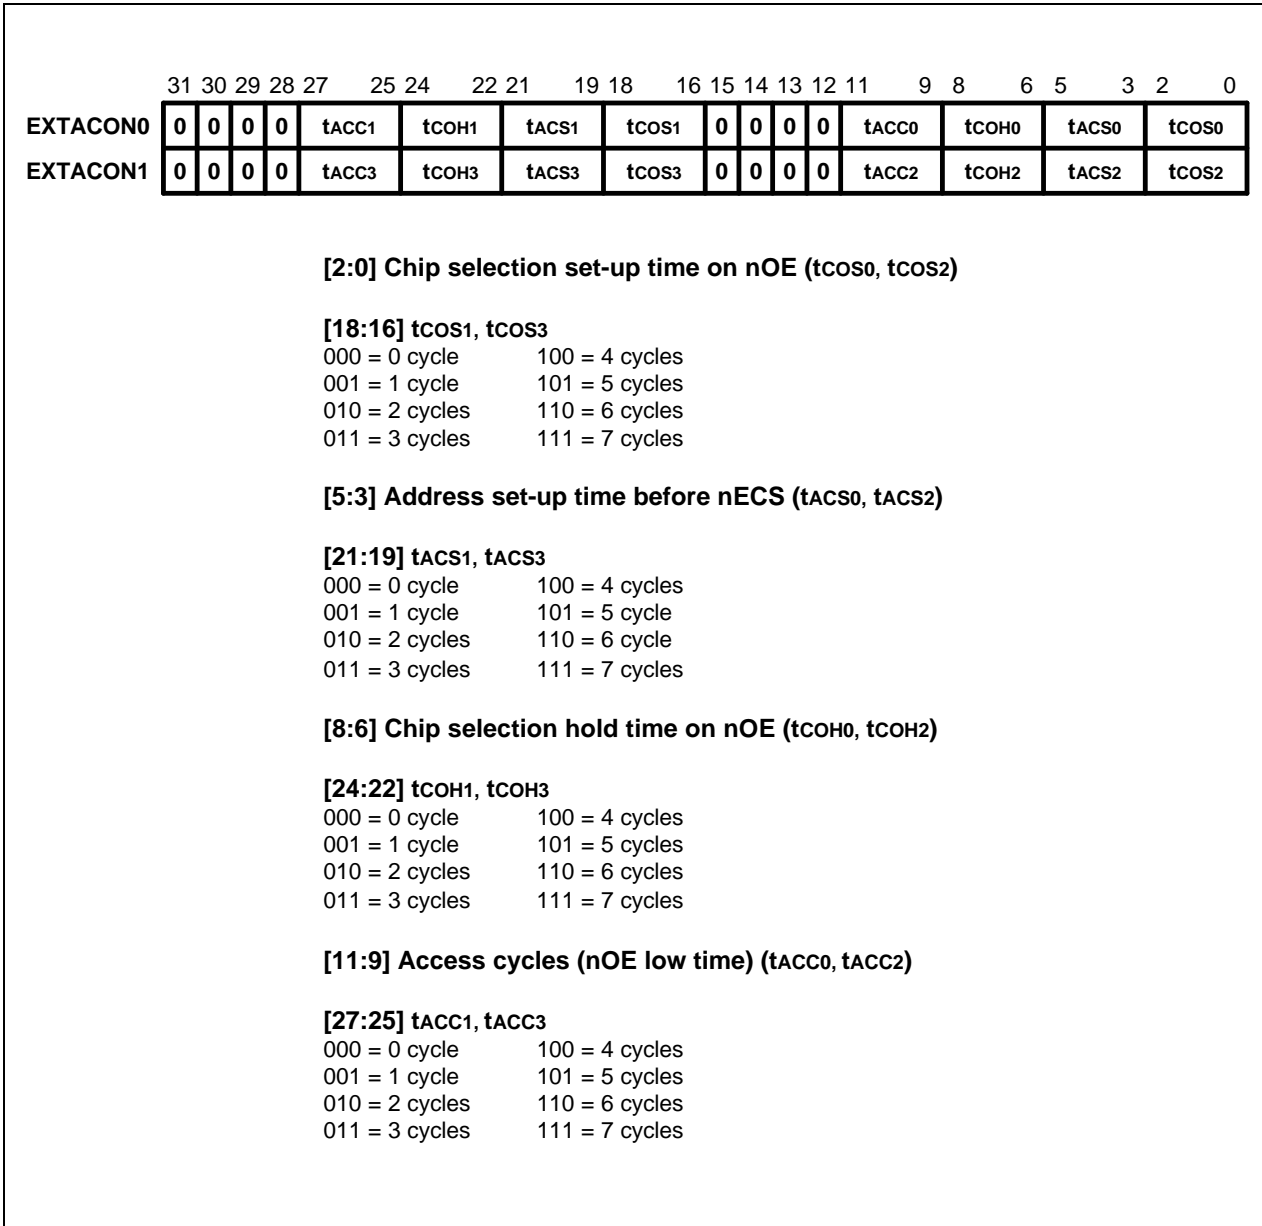 31 30 29 28 27 25 24 22 21 19 18 16 15 14 13 12 11 9 8 6 5 3 2 0
EXTACON0 0 0 0 0 tACC1 tCOH1 tACS1 tCOS1 0 0 0 0 tACC0 tCOH0 tACS0 tCOS0
EXTACON1 0 0 0 0 tACC3 tCOH3 tACS3 tCOS3 0 0 0 0 tACC2 tCOH2 tACS2 tCOS2
[2:0] Chip selection set-up time on nOE (tCOS0, tCOS2)
[18:16] tCOS1, tCOS3
000 = 0 cycle 100 = 4 cycles
001 = 1 cycle 101 = 5 cycles
010 = 2 cycles 110 = 6 cycles
011 = 3 cycles 111 = 7 cycles
[5:3] Address set-up time before nECS (tACS0, tACS2)
[21:19] tACS1, tACS3
000 = 0 cycle 100 = 4 cycles
001 = 1 cycle 101 = 5 cycle
010 = 2 cycles 110 = 6 cycle
011 = 3 cycles 111 = 7 cycles
[8:6] Chip selection hold time on nOE (tCOH0, tCOH2)
[24:22] tCOH1, tCOH3
000 = 0 cycle 100 = 4 cycles
001 = 1 cycle 101 = 5 cycles
010 = 2 cycles 110 = 6 cycles
011 = 3 cycles 111 = 7 cycles
[11:9] Access cycles (nOE low time) (tACC0, tACC2)
[27:25] tACC1, tACC3
000 = 0 cycle 100 = 4 cycles
001 = 1 cycle 101 = 5 cycles
010 = 2 cycles 110 = 6 cycles
011 = 3 cycles 111 = 7 cycles